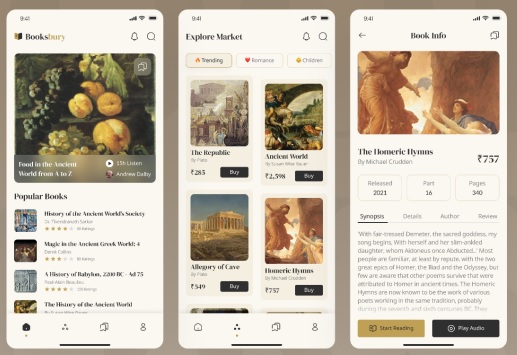 9:41
Booksbury
Food in the Ancient
World from A to Z
15h Listen
Andrew Dalby
Popular Books
History of the Ancient World's Society
Dr. Thondranath Sarkar
Magic in the Ancient Greek World: 4
Derek Collins
A History of Babylon, 2200 BC - Ad 75
Paul-Alain Beaulieu
The History of the Ancient World
9:41
Explore Market
Trending
Romance
Children
The Republic
By Plato
₹285
Buy
Ancient World
By Susan Wise Bauer
₹2,398
Buy
Allegory of Cave
By Plato
₹549
Buy
Homeric Hymns
By Michael Crudden
₹757
Buy
9:41
Book Info
The Homeric Hymns
By Michael Crudden
₹757
Released
2021
Part
16
Pages
340
Synopsis
Details
Author
Review
'With fair-tressed Demeter, the sacred goddess, my
song begins, With herself and her slim-ankled
daughter, whom Aidoneus once Abducted...' Most
people are familiar, at least by repute, with the two
great epics of Homer, the Iliad and the Odyssey, but
few are aware that other poems survive that were
attributed to Homer in ancient times. The Homeric
Hymns are now known to be the work of various
poets working in the same tradition, probably
during the seventh and sixth centuries BC. They
Start Reading
Play Audio